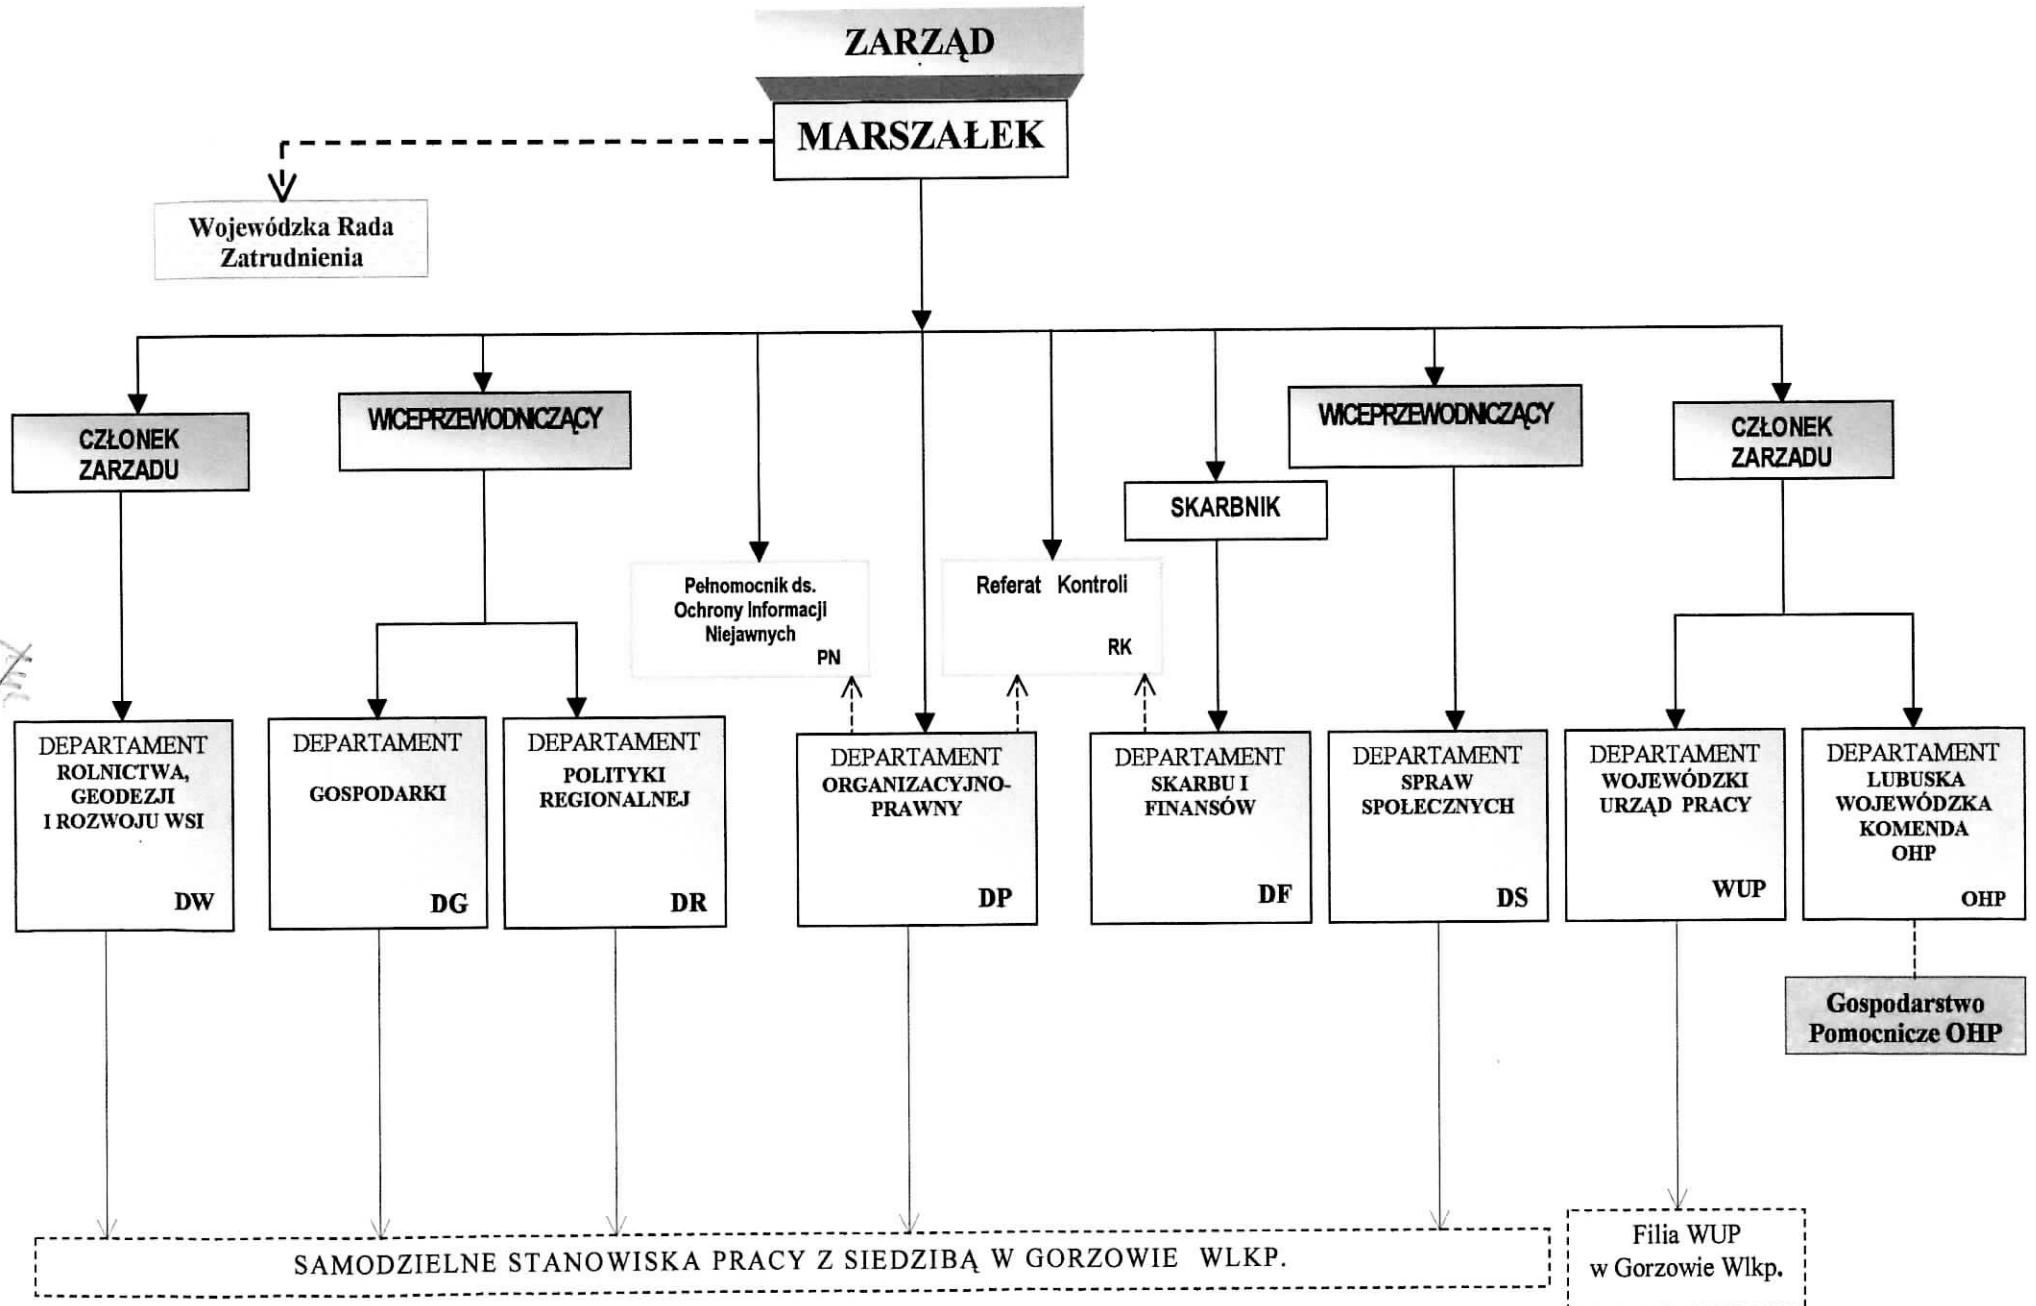 ZARZĄD
MARSZAŁEK
Wojewódzka Rada
Zatrudnienia
CZŁONEK
ZARZADU
WICEPRZEWODNICZĄCY
WICEPRZEWODNICZĄCY
CZŁONEK
ZARZADU
SKARBNIK
Pełnomocnik ds.
Ochrony Informacji
Niejawnych
PN
Referat Kontroli
RK
DEPARTAMENT
ROLNICTWA,
GEODEZJI
I ROZWOJU WSI
DW
DEPARTAMENT
GOSPODARKI
DG
DEPARTAMENT
POLITYKI
REGIONALNEJ
DR
DEPARTAMENT
ORGANIZACYJNO-
PRAWNY
DP
DEPARTAMENT
SKARBU I
FINANSÓW
DF
DEPARTAMENT
SPRAW
SPOŁECZNYCH
DS
DEPARTAMENT
WOJEWÓDZKI
URZĄD PRACY
WUP
DEPARTAMENT
LUBUSKA
WOJEWÓDZKA
KOMENDA
OHP
OHP
Gospodarstwo
Pomocnicze OHP
SAMODZIELNE STANOWISKA PRACY Z SIEDZIBĄ W GORZOWIE WLKP.
Filia WUP
w Gorzowie Wlkp.